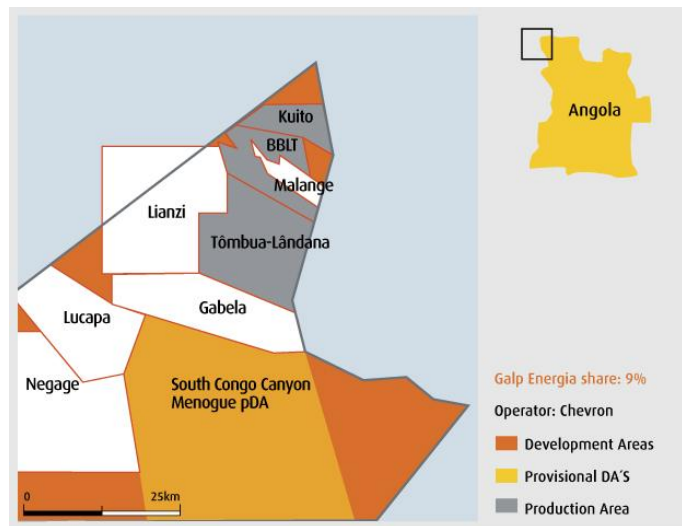 Angola
Kuito
BBLT
Malange
Lianzi
Tômbua-Lândana
Gabela
Lucapa
Negage
South Congo Canyon
Menogue pDA
0
25km
Galp Energia share: 9%
Operator: Chevron
Development Areas
Provisional DA´S
Production Area